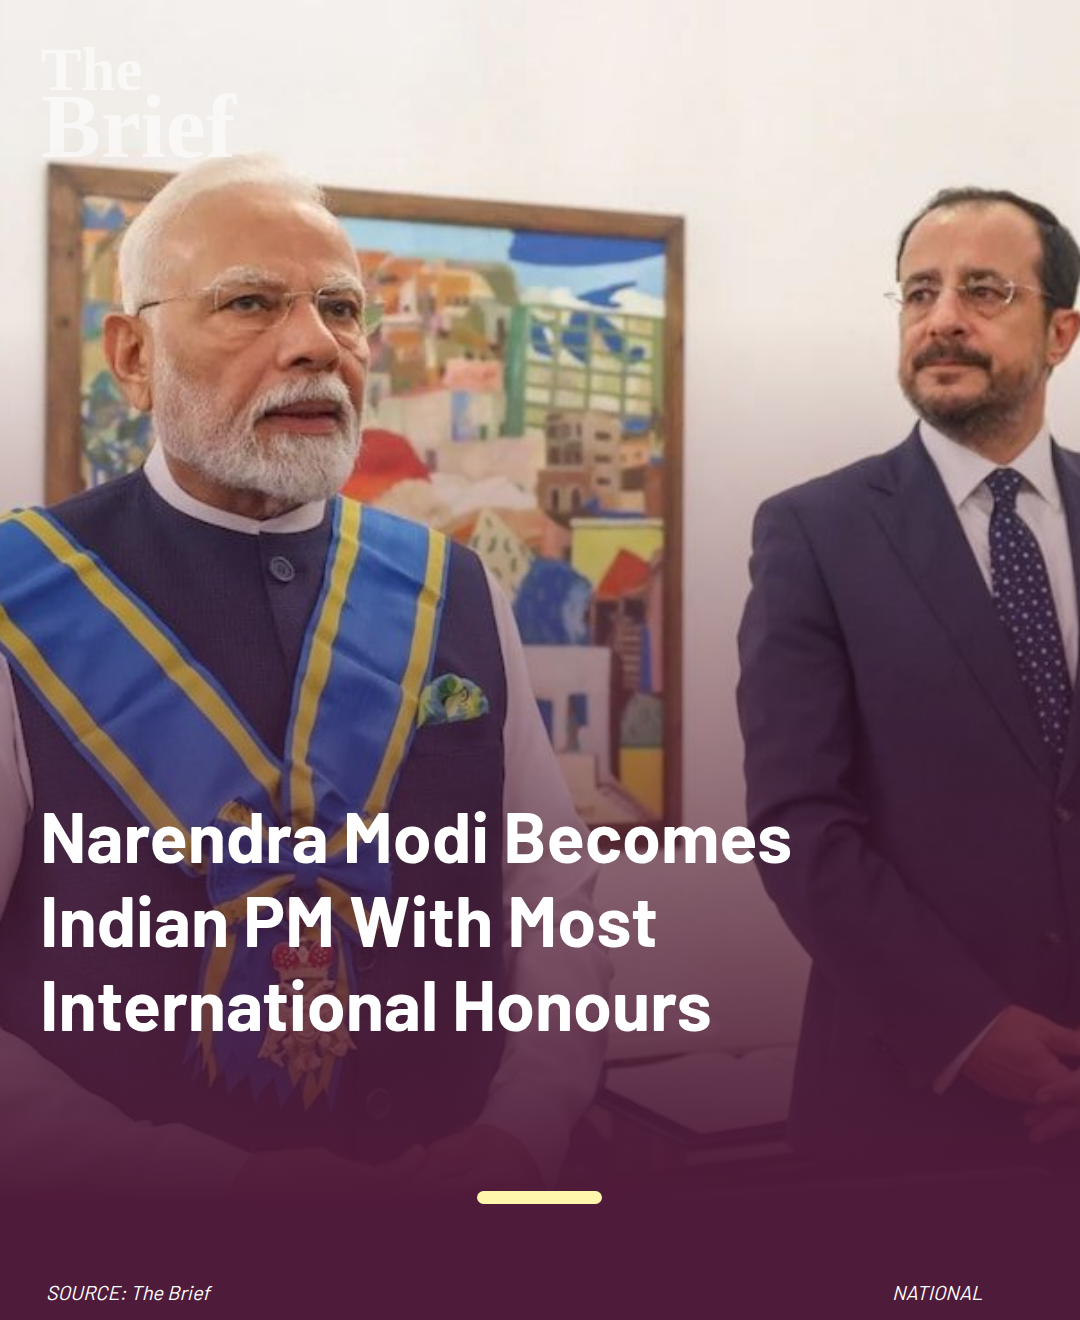 The
Brief
Narendra Modi Becomes
Indian PM With Most
International Honours
SOURCE: The Brief
NATIONAL